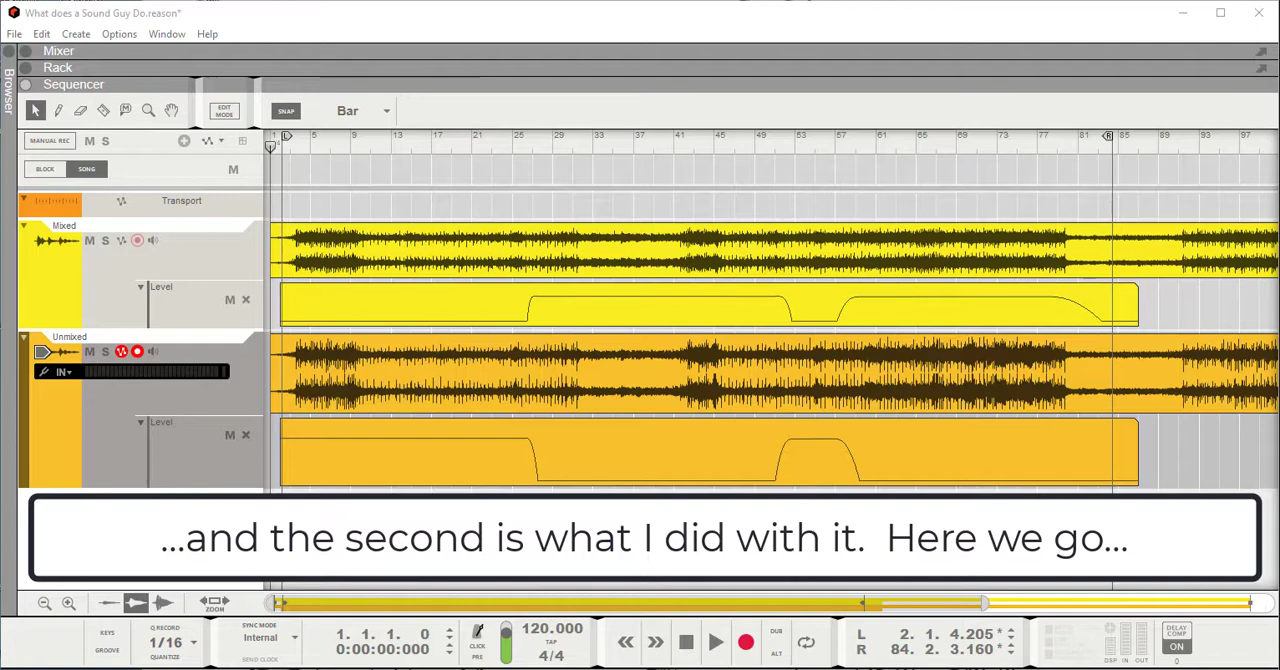 What does a Sound Guy Do.reason*
File Edit Create Options Window Help
Mixer
Rack
Sequencer
Browser
EDIT MODE
SNAP
Bar
MANUAL REC
M S
1 5 9 13 17 21 25 29 33 37 41 45 49 53 57 61 65 69 73 77 81 85 89 93 97
L
R
BLOCK SONG
M
Transport
Mixed
M S
Level
M
Unmixed
M S
IN
Level
M
...and the second is what I did with it. Here we go...
ZOOM
KEYS
GROOVE
Q.RECORD
1/16
QUANTIZE
SYNC MODE
Internal
SEND CLOCK
1. 1. 1. 0
0:00:00:000
CLICK
PRE
120.000
TAP
4/4
DUB
ALT
L 2. 1. 4.205 *
R 84. 2. 3.160 *
DSP IN OUT
DELAY
COMP
ON
0